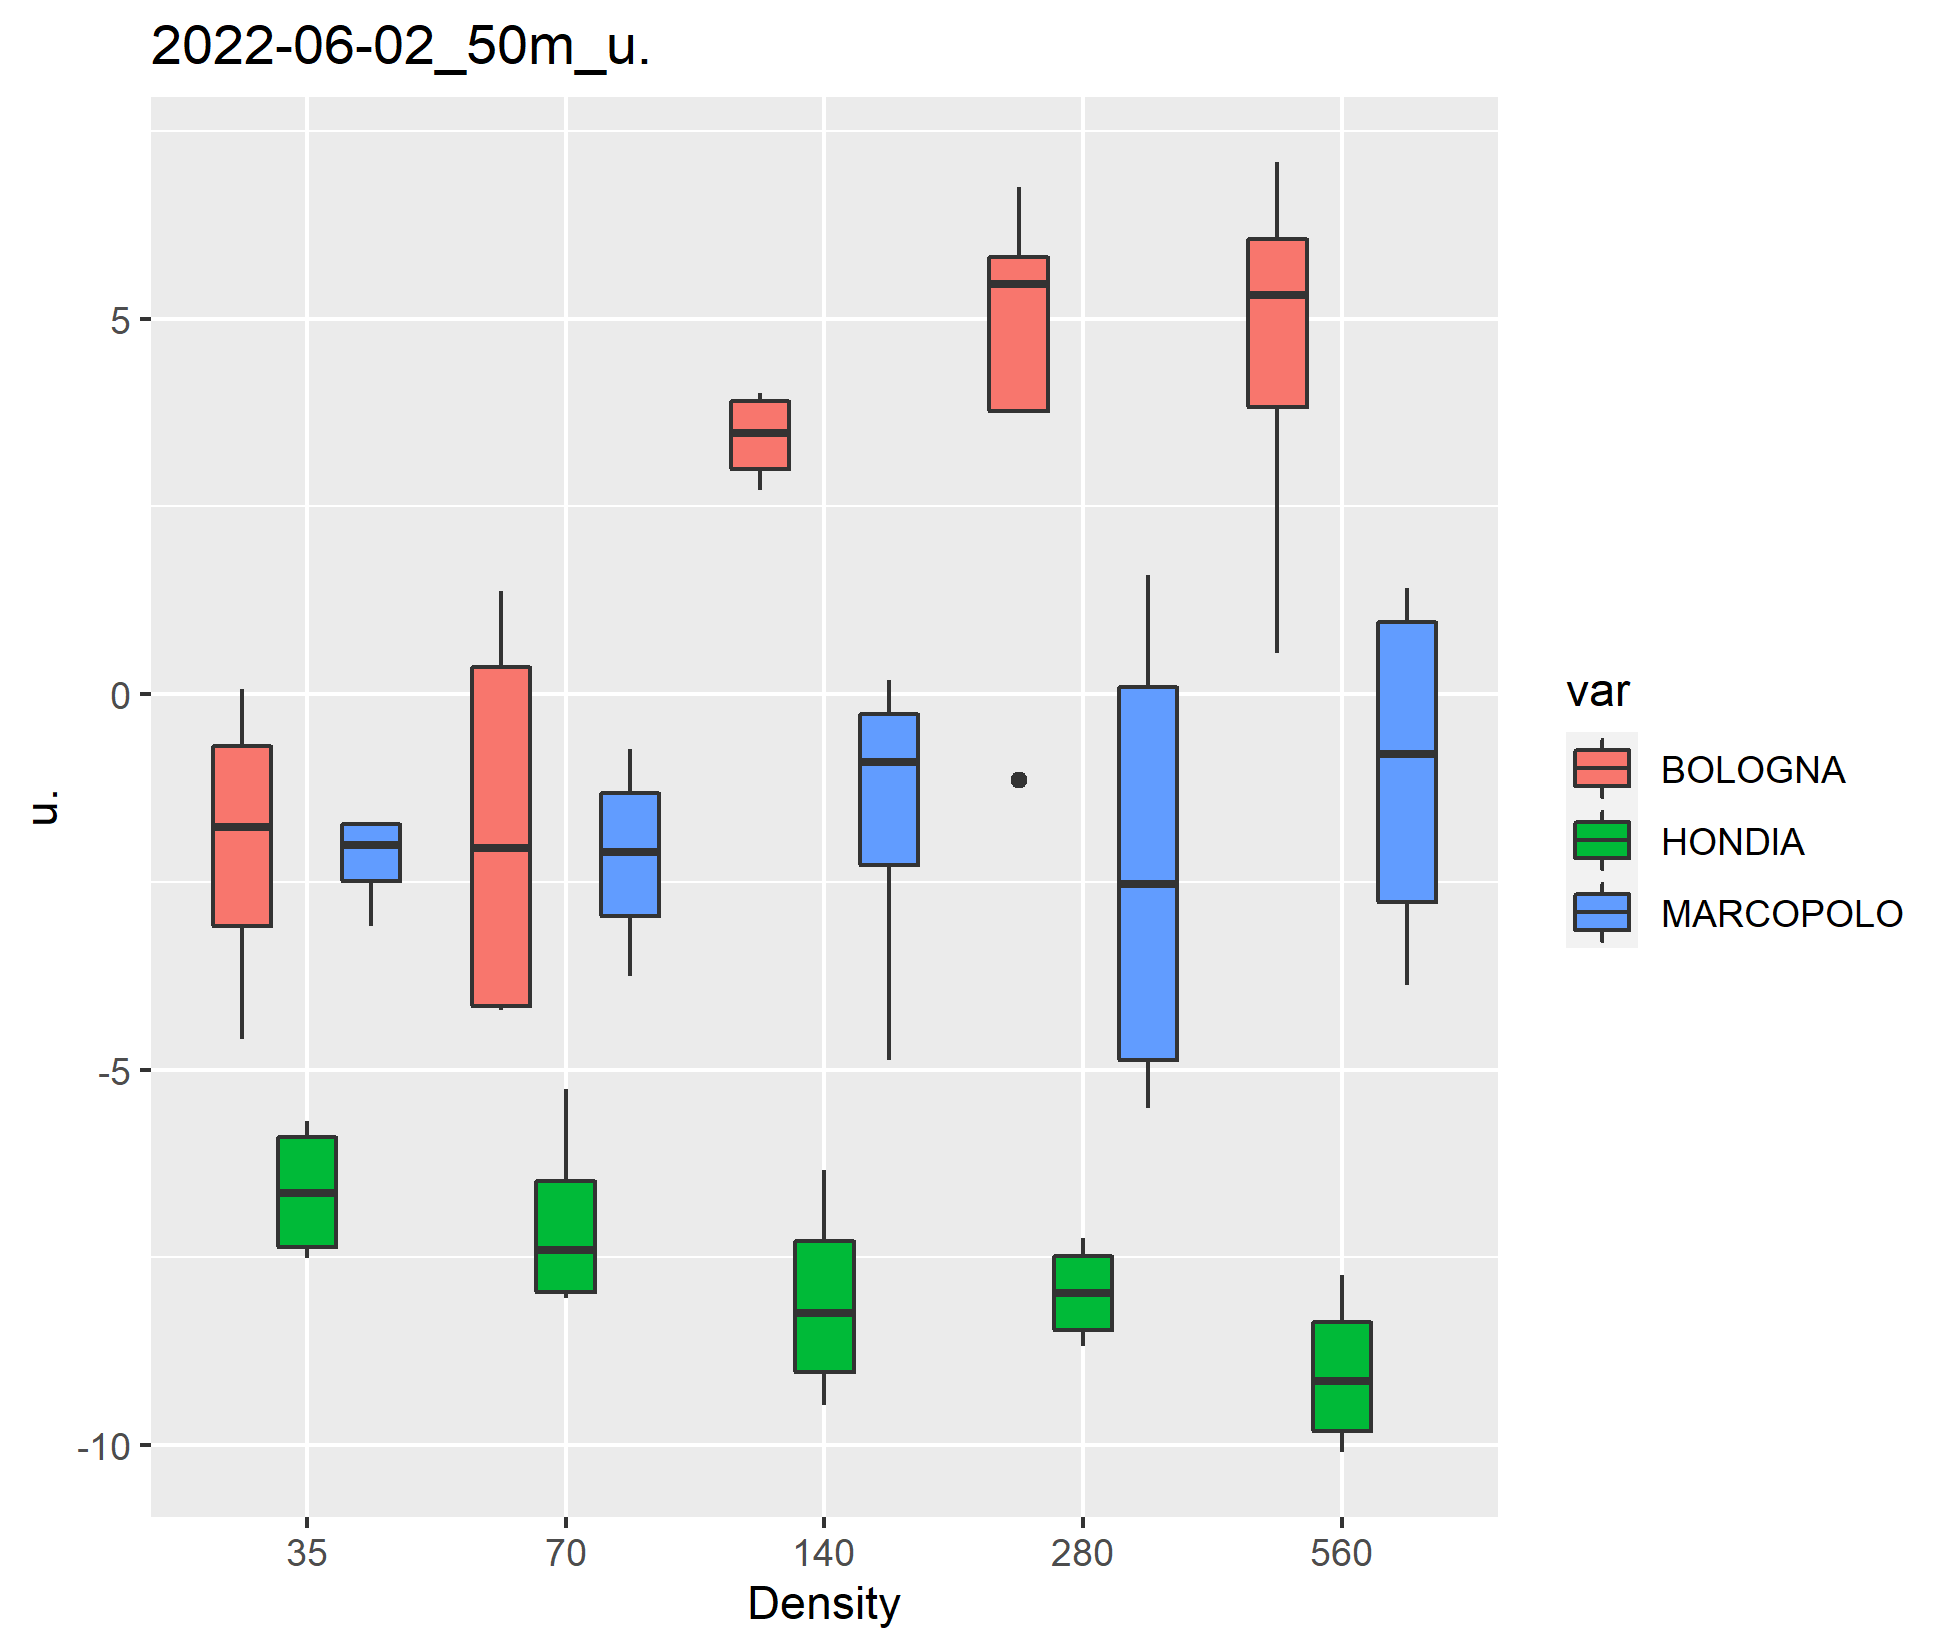 2022-06-02_50m_u.
5
0
-5
-10
u.
35 70 140 280 560
Density
var
BOLOGNA
HONDIA
MARCOPOLO